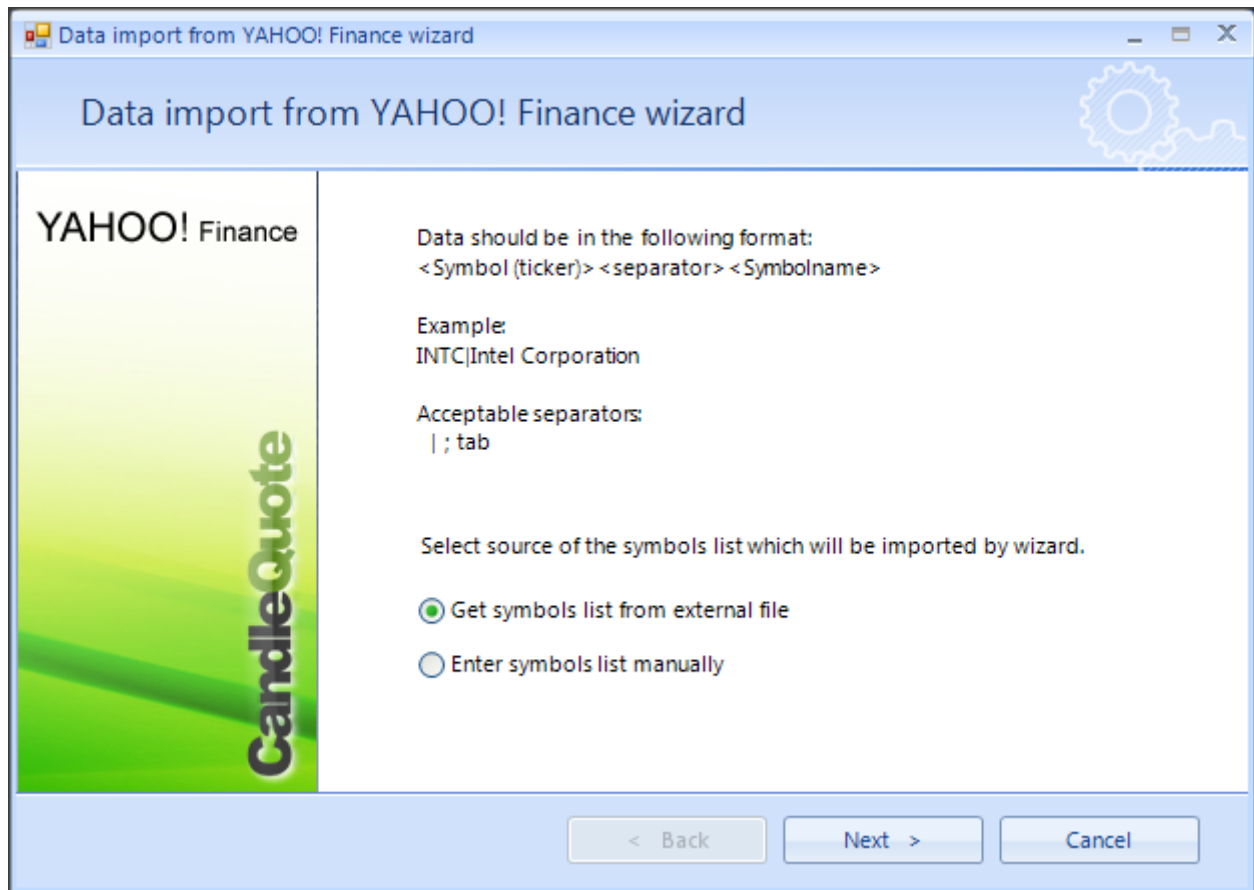 Data import from YAHOO! Finance wizard
Data import from YAHOO! Finance wizard
YAHOO! Finance
CandleQuote
Data should be in the following format:
<Symbol (ticker)><separator><Symbolname>
Example:
INTC|Intel Corporation
Acceptable separators:
| ; tab
Select source of the symbols list which will be imported by wizard.
Get symbols list from external file
Enter symbols list manually
< Back
Next >
Cancel